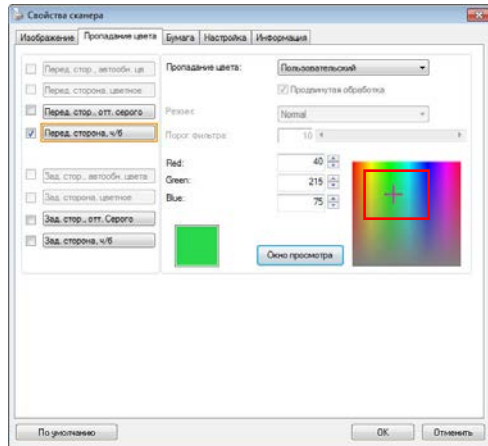 Свойства сканера
Изображение Пропадание цвета Бумага Настройка Информация
Перед. стор., автообн. цв
Перед. сторона, цветное
Перед. стор., отт. серого
Перед. сторона, ч/б
Зад. стор., автообн. цвета
Зад. сторона, цветное
Зад. стор., отт. Серого
Зад. сторона, ч/б
Пропадание цвета: Пользовательский
Продвинутая обработка
Режим: Normal
Порог фильтра: 10
Red: 40
Green: 215
Blue: 75
Окно просмотра
По умолчанию OK Отменить